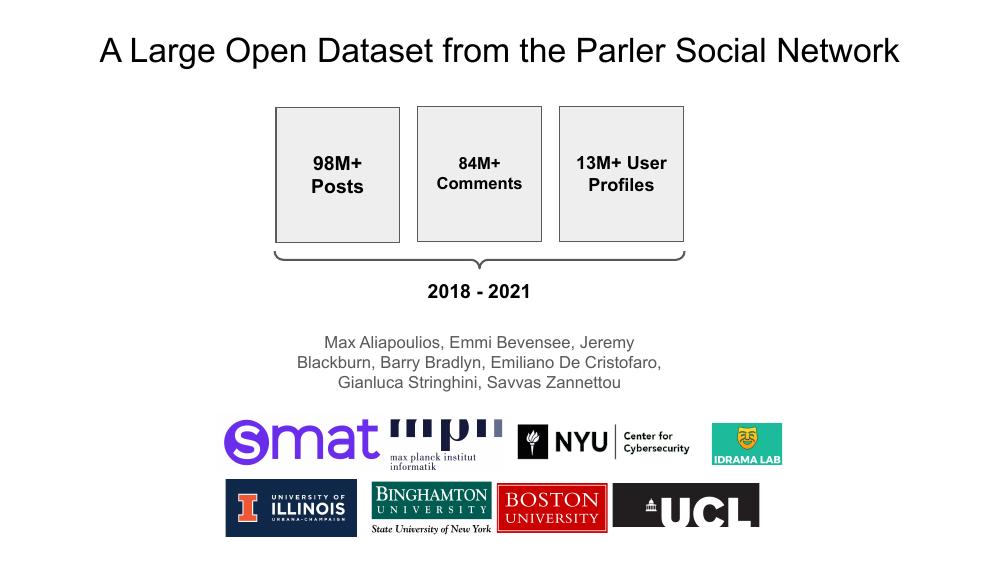 A Large Open Dataset from the Parler Social Network
98M+
Posts
84M+
Comments
13M+ User
Profiles
2018 - 2021
Max Aliapoulios, Emmi Bevensee, Jeremy
Blackburn, Barry Bradlyn, Emiliano De Cristofaro,
Gianluca Stringhini, Savvas Zannettou
smat
mpii
max planck institut
informatik
NYU
Center for
Cybersecurity
IDRAMA LAB
I
UNIVERSITY OF
ILLINOIS
URBANA-CHAMPAIGN
BINGHAMTON
UNIVERSITY
State University of New York
BOSTON
UNIVERSITY
UCL